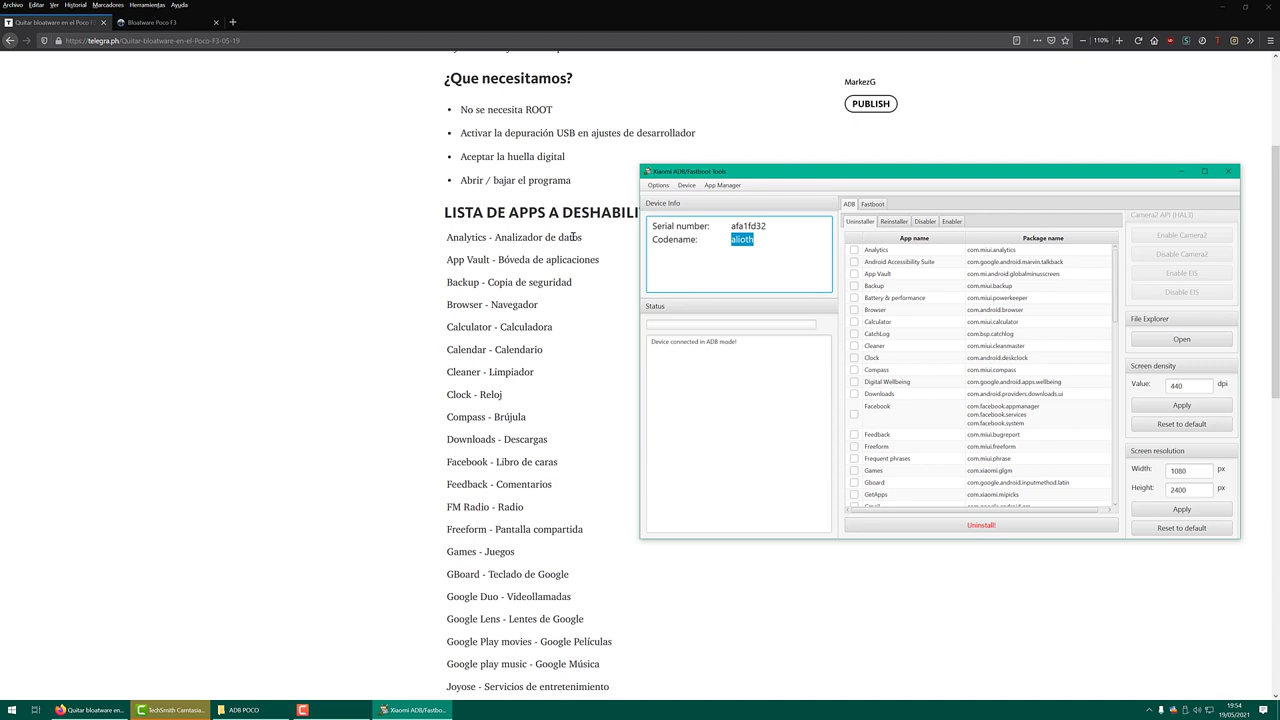 Archivo Editar Ver Historial Marcadores Herramientas Ayuda
Quitar bloatware en el Poco F
Bloatware Poco F3
https://telegra.ph/Quitar-bloatware-en-el-Poco-F3-05-19
110%
¿Que necesitamos?
• No se necesita ROOT
• Activar la depuración USB en ajustes de desarrollador
• Aceptar la huella digital
• Abrir / bajar el programa
LISTA DE APPS A DESHABILI
Analytics - Analizador de datos
App Vault - Bóveda de aplicaciones
Backup - Copia de seguridad
Browser - Navegador
Calculator - Calculadora
Calendar - Calendario
Cleaner - Limpiador
Clock - Reloj
Compass - Brújula
Downloads - Descargas
Facebook - Libro de caras
Feedback - Comentarios
FM Radio - Radio
Freeform - Pantalla compartida
Games - Juegos
GBoard - Teclado de Google
Google Duo - Videollamadas
Google Lens - Lentes de Google
Google Play movies - Google Películas
Google play music - Google Música
Joyose - Servicios de entretenimiento
MarkezG
PUBLISH
Xiaomi ADB/Fastboot Tools
Options Device App Manager
Device Info
Serial number: afa1fd32
Codename: alioth
Status
Device connected in ADB mode!
ADB Fastboot
Uninstaller Reinstaller Disabler Enabler
App name Package name
Analytics com.miui.analytics
Android Accessibility Suite com.google.android.marvin.talkback
App Vault com.mi.android.globalminusscreen
Backup com.miui.backup
Battery & performance com.miui.powerkeeper
Browser com.android.browser
Calculator com.miui.calculator
CatchLog com.bsp.catchlog
Cleaner com.miui.cleanmaster
Clock com.android.deskclock
Compass com.miui.compass
Digital Wellbeing com.google.android.apps.wellbeing
Downloads com.android.providers.downloads.ui
Facebook com.facebook.appmanager
com.facebook.services
com.facebook.system
Feedback com.miui.bugreport
Freeform com.miui.freeform
Frequent phrases com.miui.phrase
Games com.xiaomi.glgm
Gboard com.google.android.inputmethod.latin
GetApps com.xiaomi.mipicks
Uninstall!
Camera2 API (HAL3)
Enable Camera2
Disable Camera2
Enable EIS
Disable EIS
File Explorer
Open
Screen density
Value: 440 dpi
Apply
Reset to default
Screen resolution
Width: 1080 px
Height: 2400 px
Apply
Reset to default
Quitar bloatware en...
TechSmith Camtasia...
ADB POCO
Xiaomi ADB/Fastbo...
19:54
19/05/2021